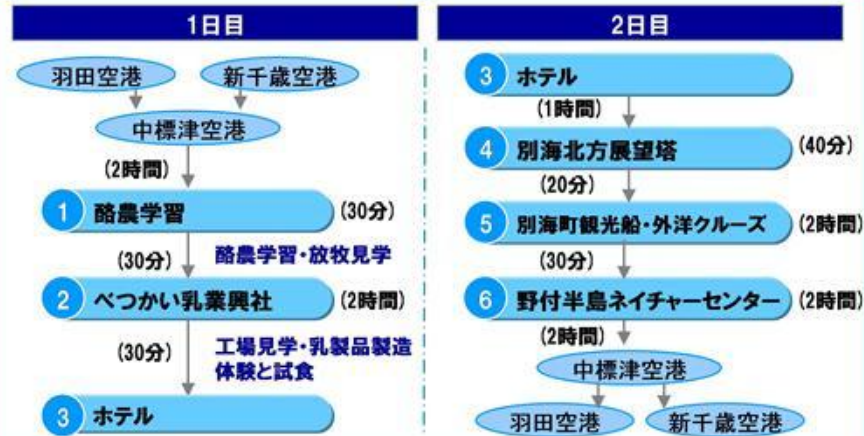 1日目
羽田空港
新千歳空港
中標津空港
(2時間)
1 酪農学習 (30分)
(30分) 酪農学習・放牧見学
2 べつかい乳業興社 (2時間)
(30分) 工場見学・乳製品製造
体験と試食
3 ホテル
2日目
3 ホテル
(1時間)
4 別海北方展望塔 (40分)
(20分)
5 別海町観光船・外洋クルーズ (2時間)
(30分)
6 野付半島ネイチャーセンター (2時間)
(2時間)
中標津空港
羽田空港
新千歳空港